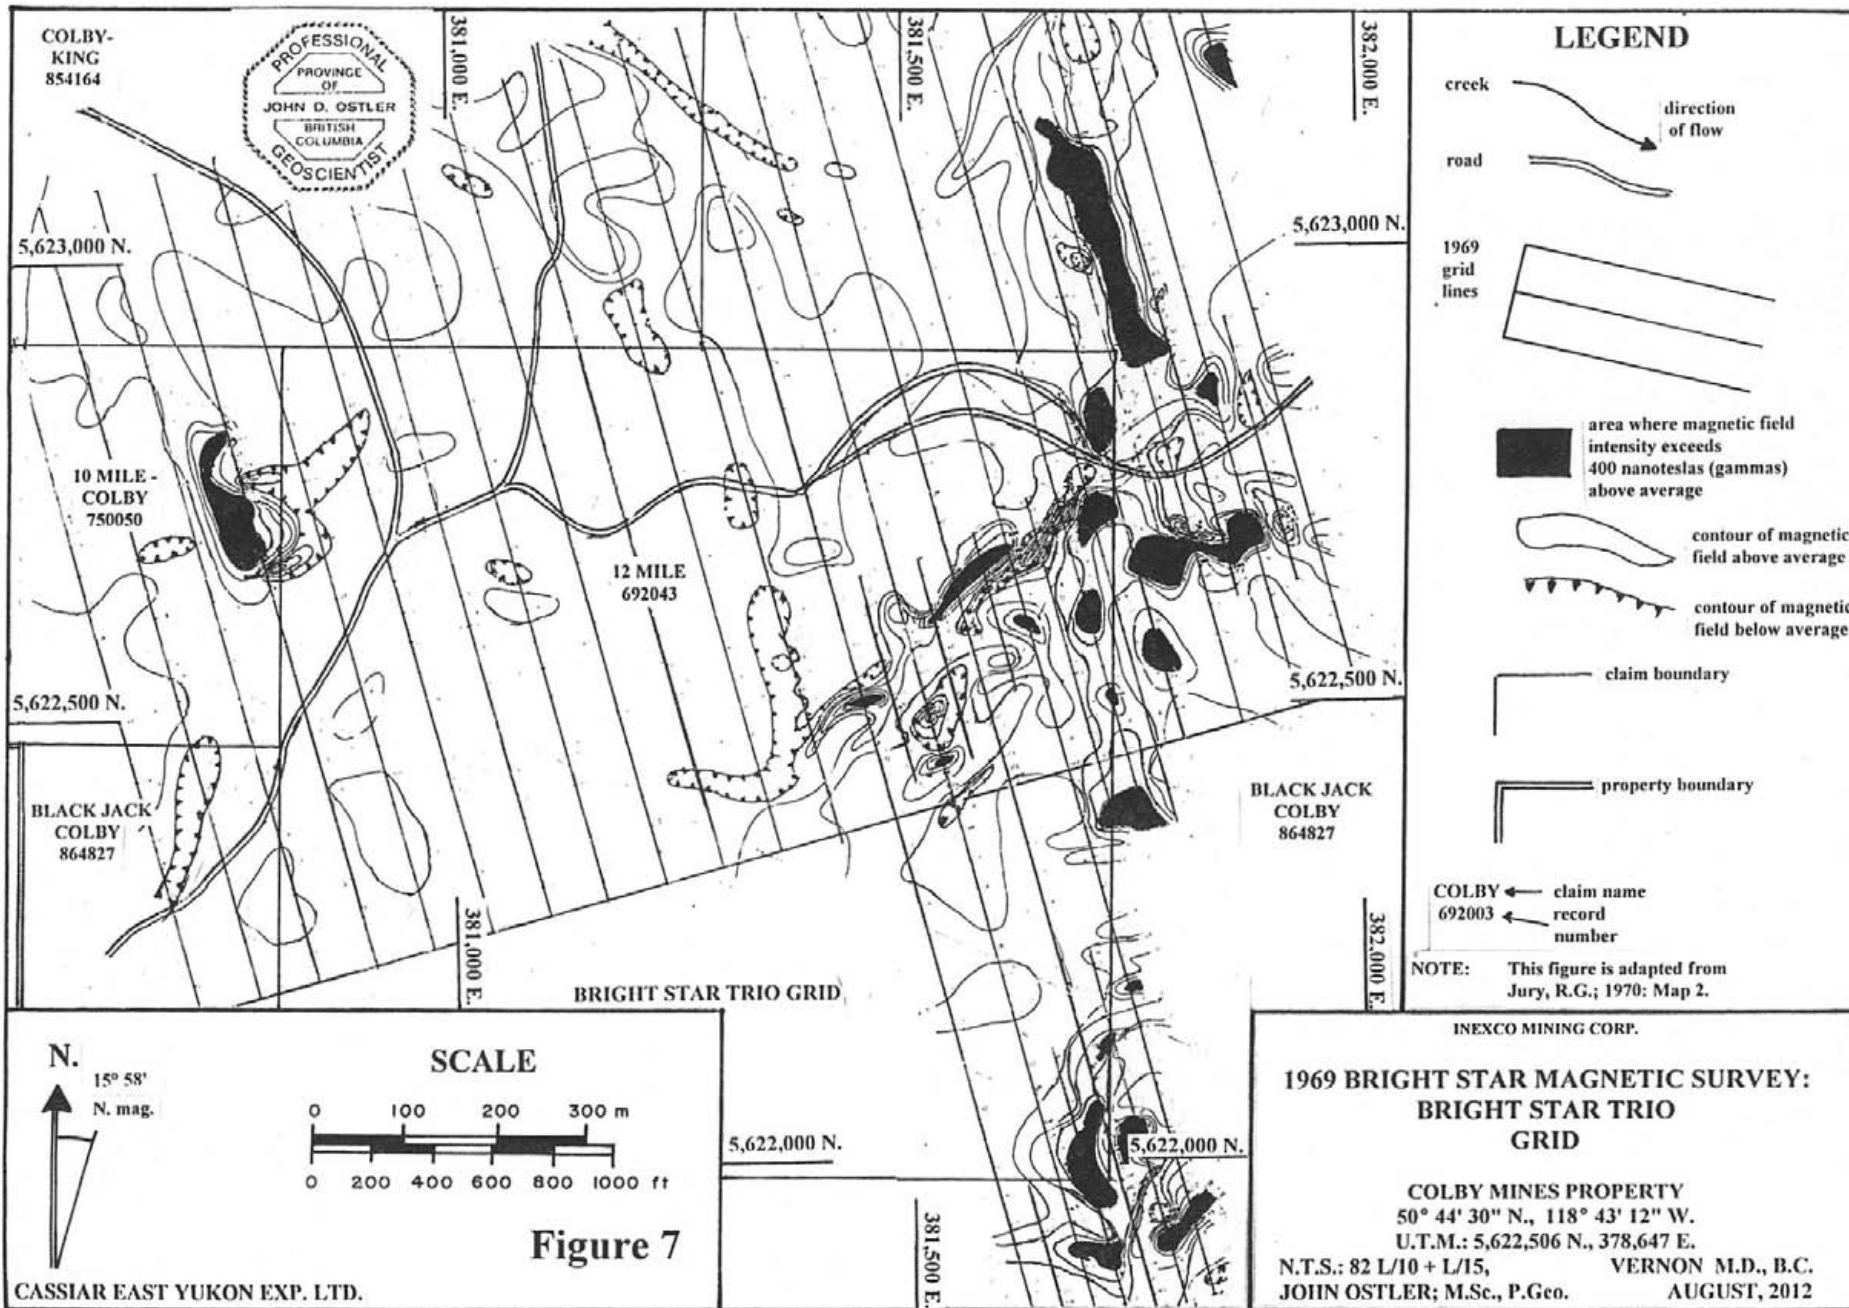 COLBY-
KING
854164
PROFESSIONAL
PROVINCE
OF
JOHN D. OSTLER
BRITISH
COLUMBIA
GEOSCIENTIST
381,000 E.
381,500 E.
382,000 E.
5,623,000 N.
5,623,000 N.
10 MILE -
COLBY
750050
12 MILE
692043
5,622,500 N.
5,622,500 N.
BLACK JACK
COLBY
864827
BLACK JACK
COLBY
864827
381,000 E.
382,000 E.
BRIGHT STAR TRIO GRID
5,622,000 N.
5,622,000 N.
381,500 E.
LEGEND
creek
direction
of flow
road
1969
grid
lines
area where magnetic field
intensity exceeds
400 nanoteslas (gammas)
above average
contour of magnetic
field above average
contour of magnetic
field below average
claim boundary
property boundary
COLBY
692003
claim name
record
number
NOTE: This figure is adapted from
Jury, R.G.; 1970: Map 2.
N.
15° 58'
N. mag.
SCALE
0 100 200 300 m
0 200 400 600 800 1000 ft
Figure 7
CASSIAR EAST YUKON EXP. LTD.
INEXCO MINING CORP.
1969 BRIGHT STAR MAGNETIC SURVEY:
BRIGHT STAR TRIO
GRID
COLBY MINES PROPERTY
50° 44' 30" N., 118° 43' 12" W.
U.T.M.: 5,622,506 N., 378,647 E.
N.T.S.: 82 L/10 + L/15, VERNON M.D., B.C.
JOHN OSTLER; M.Sc., P.Geo. AUGUST, 2012